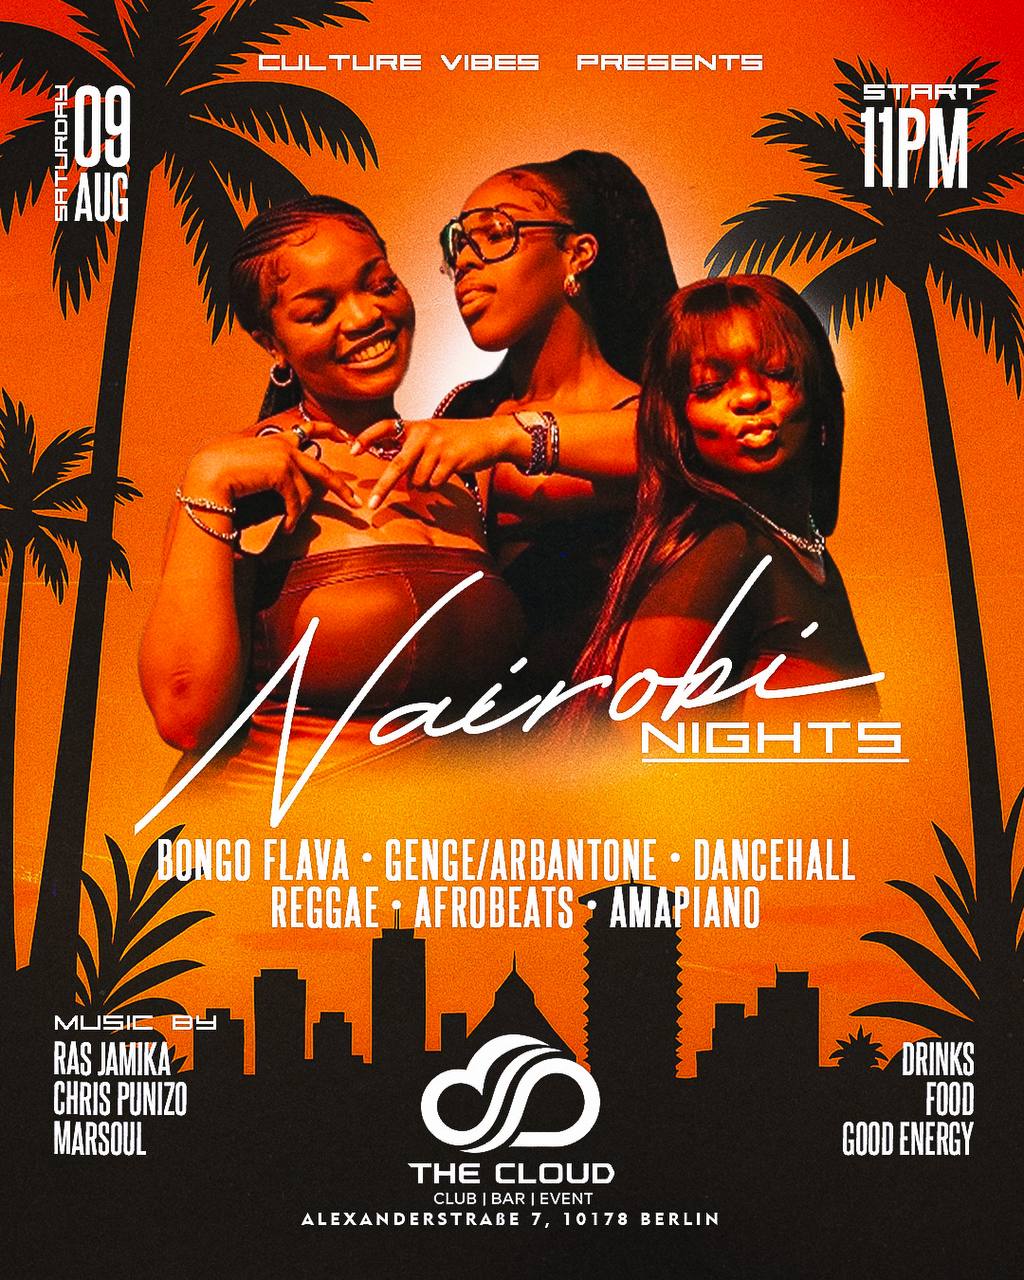 CULTURE VIBES PRESENTS
SATURDAY
09
AUG
START
11PM
Nairobi
NIGHTS
BONGO FLAVA • GENGE/ARBANTONE • DANCEHALL
REGGAE • AFROBEATS • AMAPIANO
MUSIC BY
RAS JAMIKA
CHRIS PUNIZO
MARSOUL
DRINKS
FOOD
GOOD ENERGY
THE CLOUD
CLUB | BAR | EVENT
ALEXANDERSTRAßE 7, 10178 BERLIN